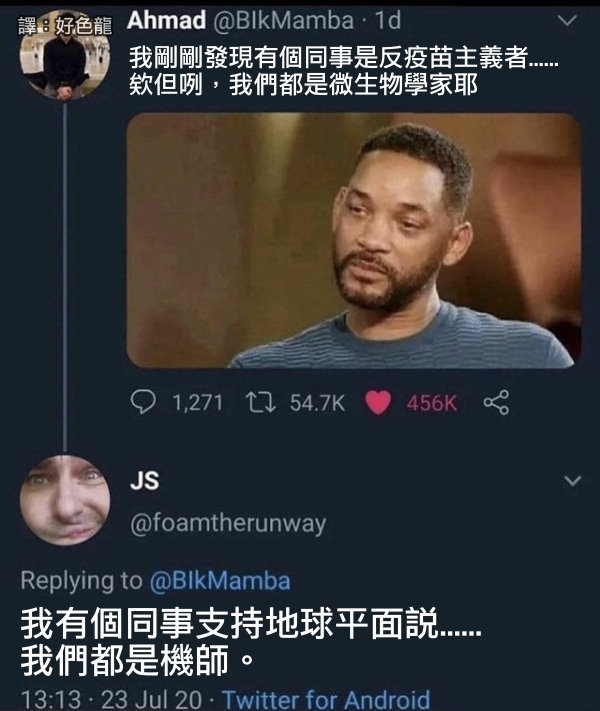 譯：好色龍
Ahmad @BlkMamba · 1d
我剛剛發現有個同事是反疫苗主義者......
欸但咧，我們都是微生物學家耶
1,271 54.7K 456K
JS
@foamtherunway
Replying to @BlkMamba
我有個同事支持地球平面説......
我們都是機師。
13:13 · 23 Jul 20 · Twitter for Android